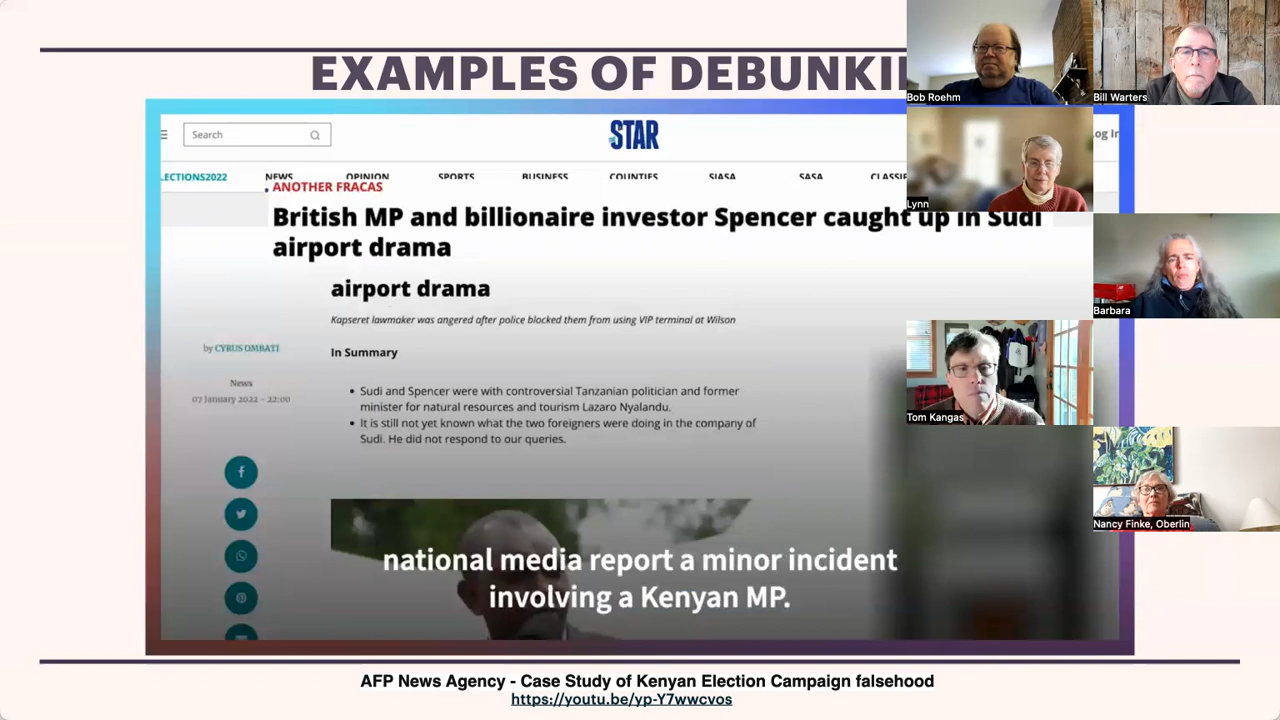 EXAMPLES OF DEBUNKI
Bob Roehm
Bill Warters
Search
STAR
og In
LECTIONS2022
NEWS
OPINION
SPORTS
BUSINESS
COUNTIES
SIASA
SASA
CLASSIF
ANOTHER FRACAS
Lynn
British MP and billionaire investor Spencer caught up in Sudi
airport drama
airport drama
Barbara
Kapseret lawmaker was angered after police blocked them from using VIP terminal at Wilson
by CYRUS OMBATI
In Summary
News
07 January 2022 - 22:00
• Sudi and Spencer were with controversial Tanzanian politician and former
minister for natural resources and tourism Lazaro Nyalandu.
• It is still not yet known what the two foreigners were doing in the company of
Sudi. He did not respond to our queries.
Tom Kangas
Nancy Finke, Oberlin
national media report a minor incident
involving a Kenyan MP.
AFP News Agency - Case Study of Kenyan Election Campaign falsehood
https://youtu.be/yp-Y7wwcvos